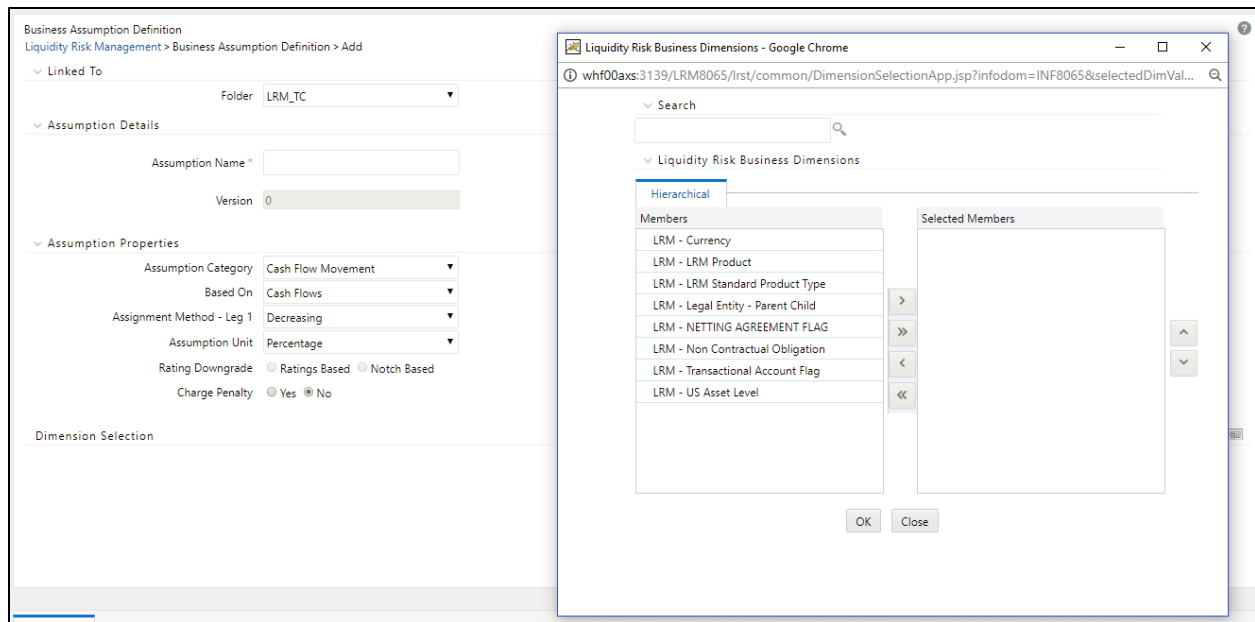 Business Assumption Definition
Liquidity Risk Management > Business Assumption Definition > Add
Linked To
Folder LRM_TC
Assumption Details
Assumption Name *
Version 0
Assumption Properties
Assumption Category Cash Flow Movement
Based On Cash Flows
Assignment Method - Leg 1 Decreasing
Assumption Unit Percentage
Rating Downgrade Ratings Based Notch Based
Charge Penalty Yes No
Dimension Selection
Liquidity Risk Business Dimensions - Google Chrome
whf00axs:3139/LRM8065/lrst/common/DimensionSelectionApp.jsp?infodom=INF8065&selectedDimVal...
Search
Liquidity Risk Business Dimensions
Hierarchical
Members
LRM - Currency
LRM - LRM Product
LRM - LRM Standard Product Type
LRM - Legal Entity - Parent Child
LRM - NETTING AGREEMENT FLAG
LRM - Non Contractual Obligation
LRM - Transactional Account Flag
LRM - US Asset Level
Selected Members
OK Close